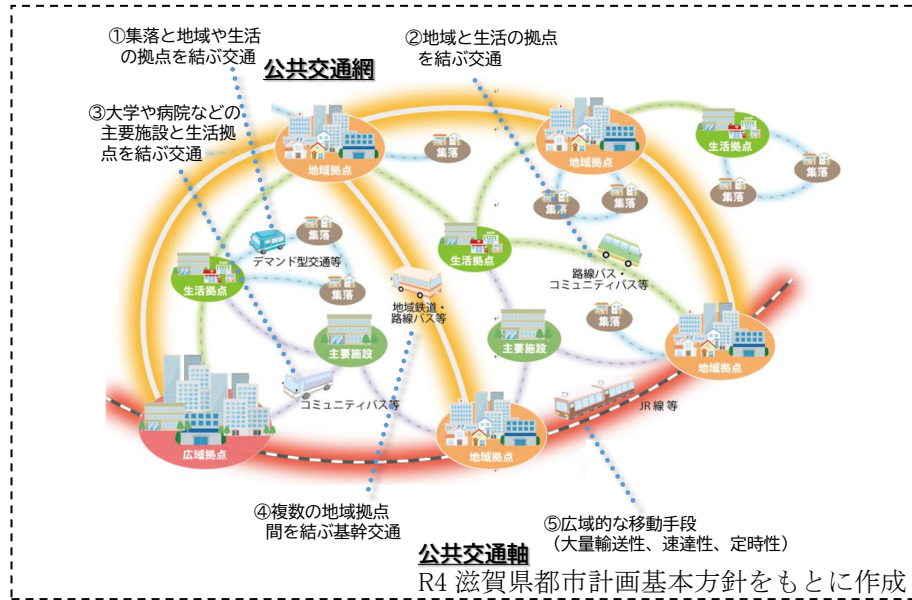 ①集落と地域や生活
の拠点を結ぶ交通
②地域と生活の拠点
を結ぶ交通
公共交通網
③大学や病院などの
主要施設と生活拠
点を結ぶ交通
地域拠点
集落
地域拠点
生活拠点
集落
集落
集落
集落
集落
デマンド型交通等
生活拠点
集落
生活拠点
路線バス・
コミュニティバス等
地域鉄道・
路線バス等
集落
主要施設
主要施設
地域拠点
コミュニティバス等
JR線等
広域拠点
地域拠点
④複数の地域拠点
間を結ぶ基幹交通
⑤広域的な移動手段
(大量輸送性、速達性、定時性)
公共交通軸
R4 滋賀県都市計画基本方針をもとに作成